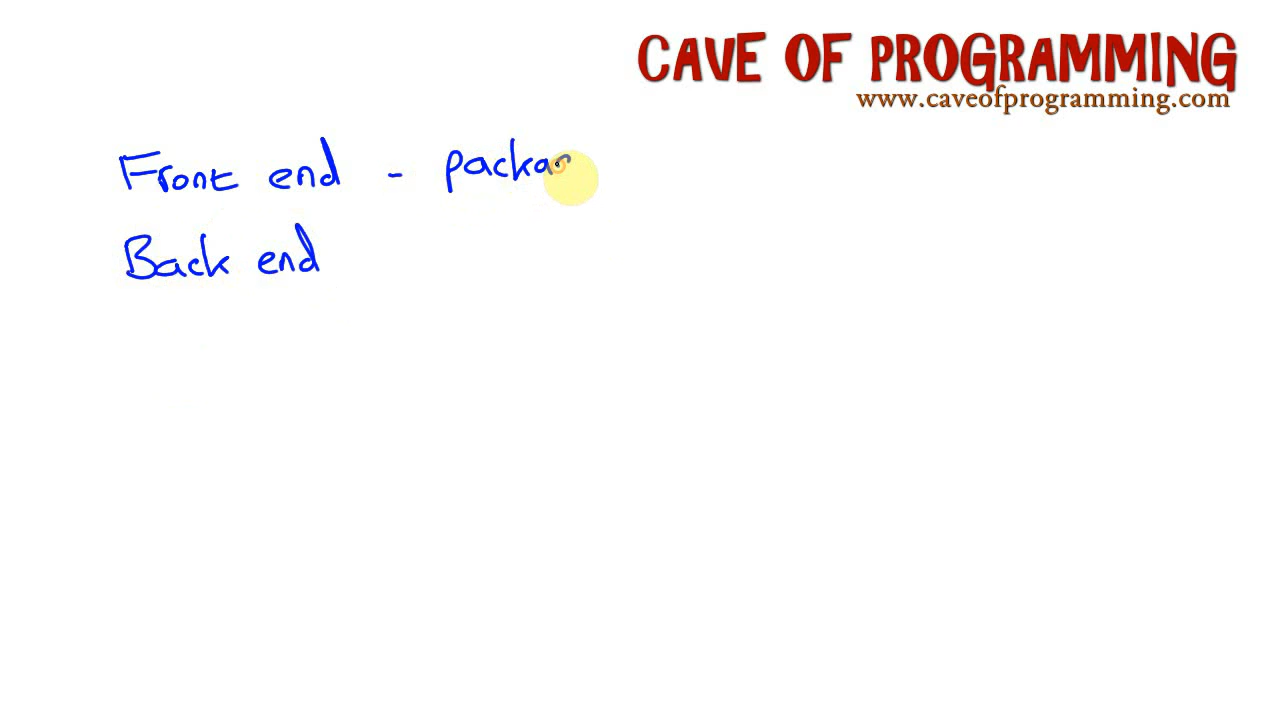 CAVE OF PROGRAMMING
www.caveofprogramming.com
Front end - packa
Back end